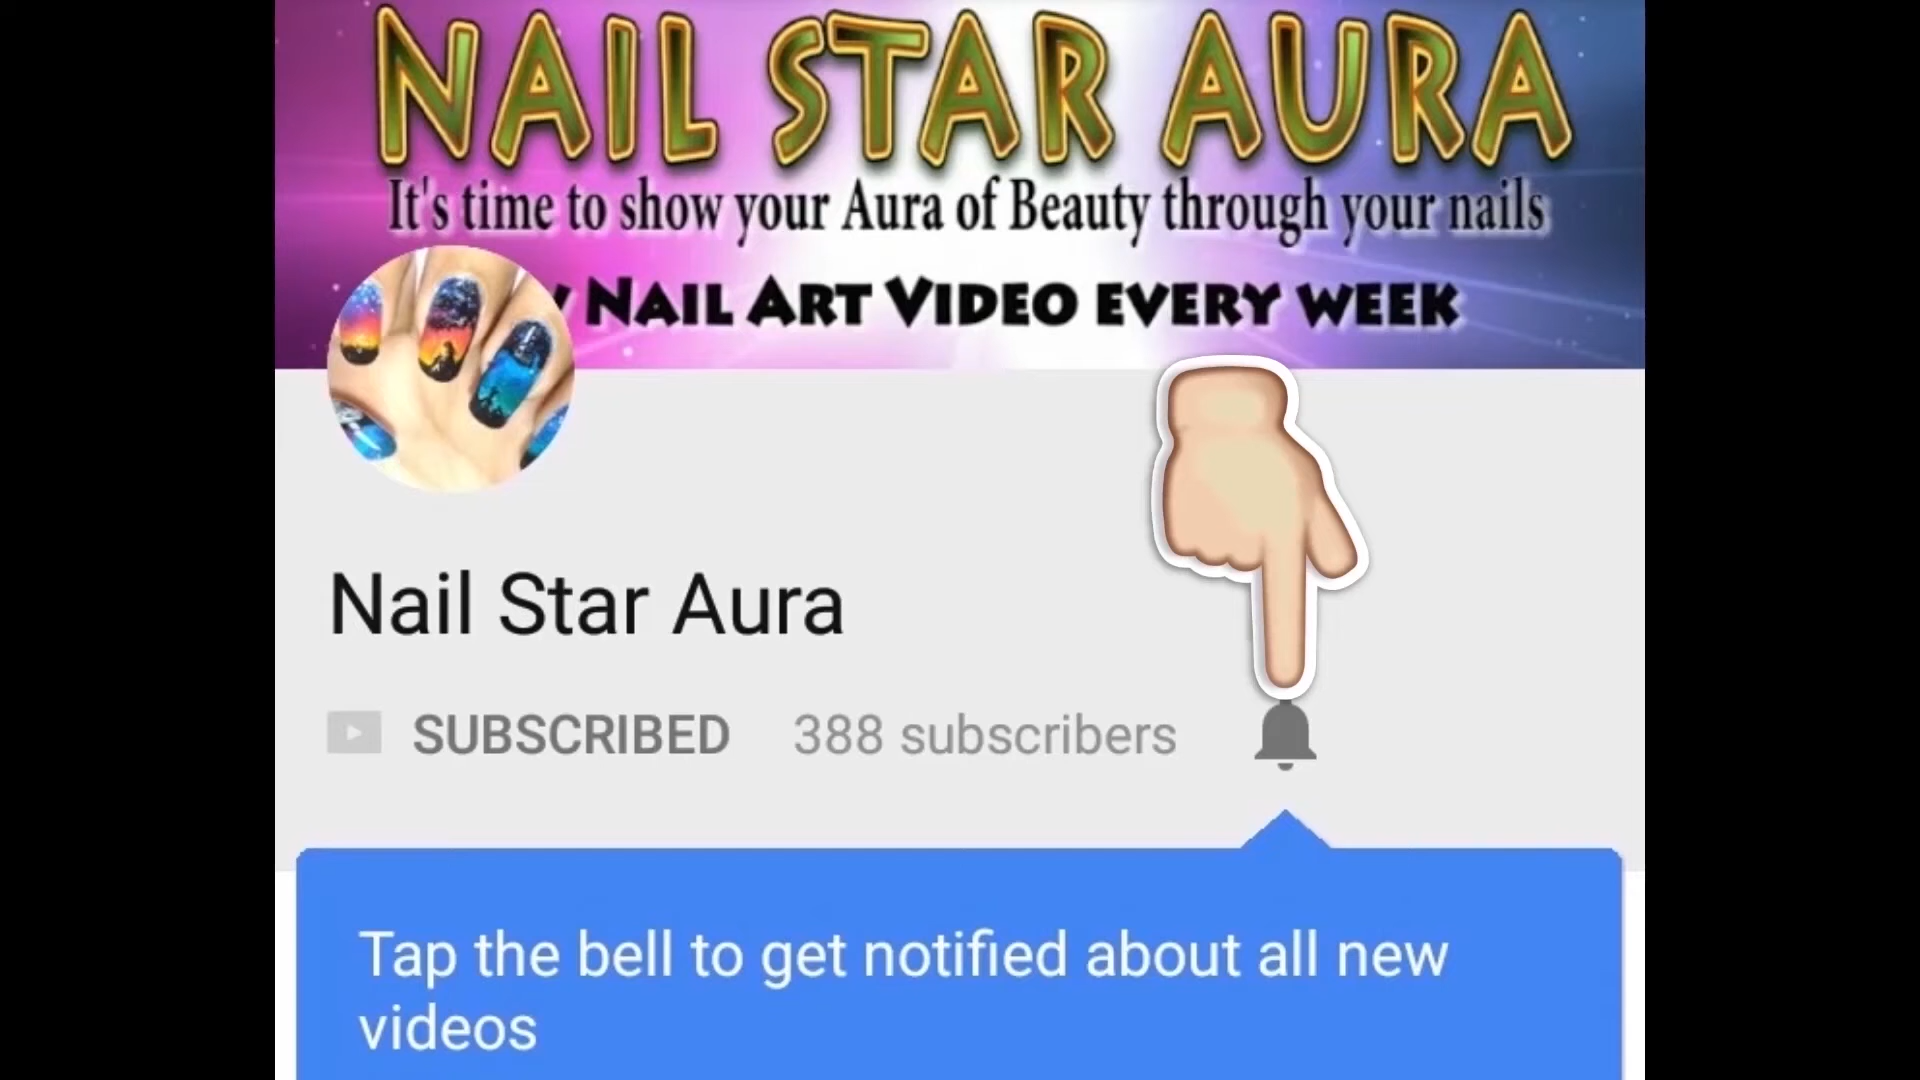 NAIL STAR AURA
It's time to show your Aura of Beauty through your nails
NAIL ART VIDEO EVERY WEEK
Nail Star Aura
SUBSCRIBED 388 subscribers
Tap the bell to get notified about all new
videos